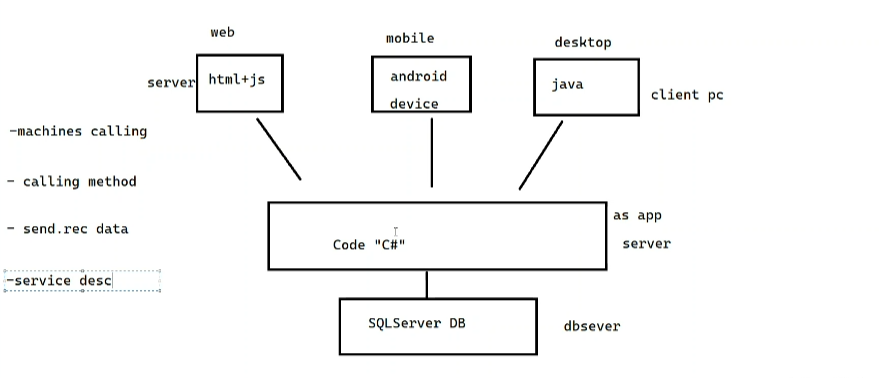 web
mobile
desktop
server
html+js
android
device
java
client pc
-machines calling
- calling method
- send.rec data
-service desc
Code "C#"
as app
server
SQLServer DB
dbsever